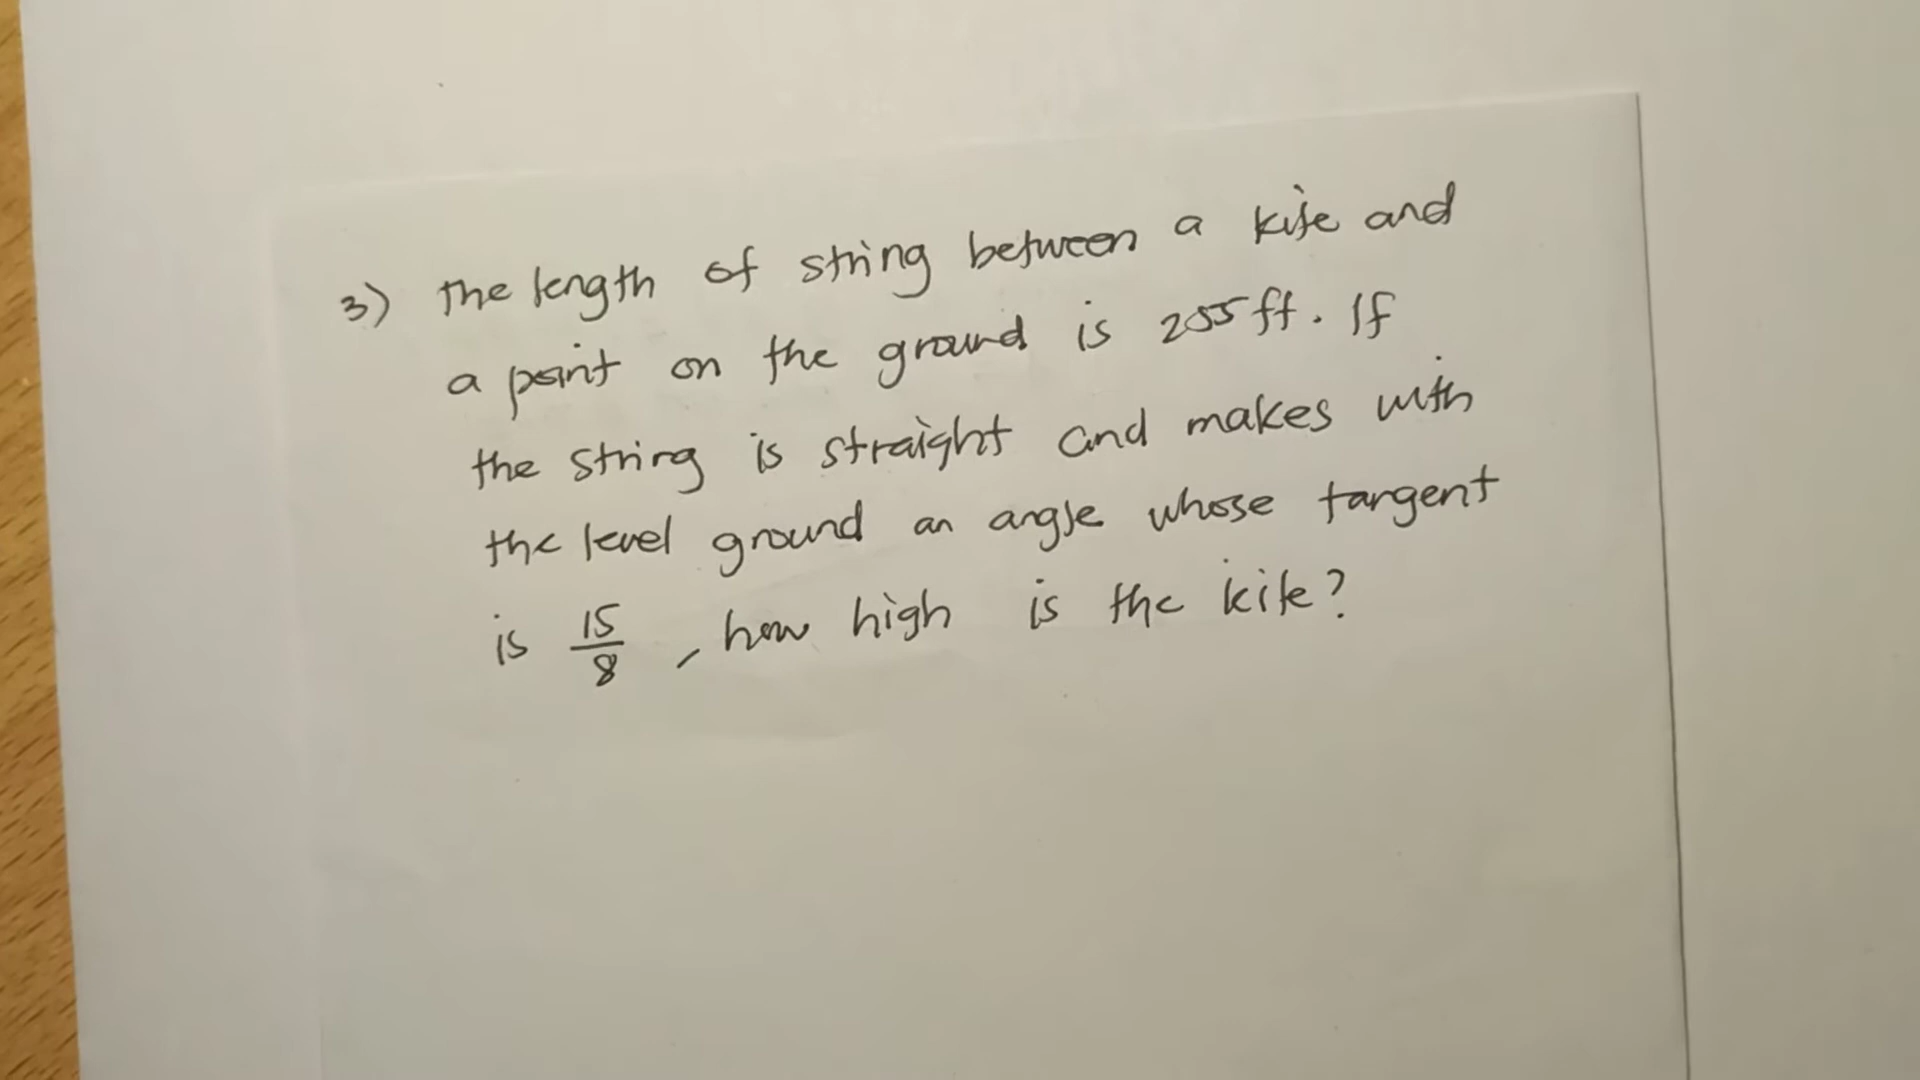 3) the length of string between a kite and
a point on the ground is 255 ft. If
the string is straight and makes with
the level ground an angle whose tangent
is 15/8, how high is the kite?